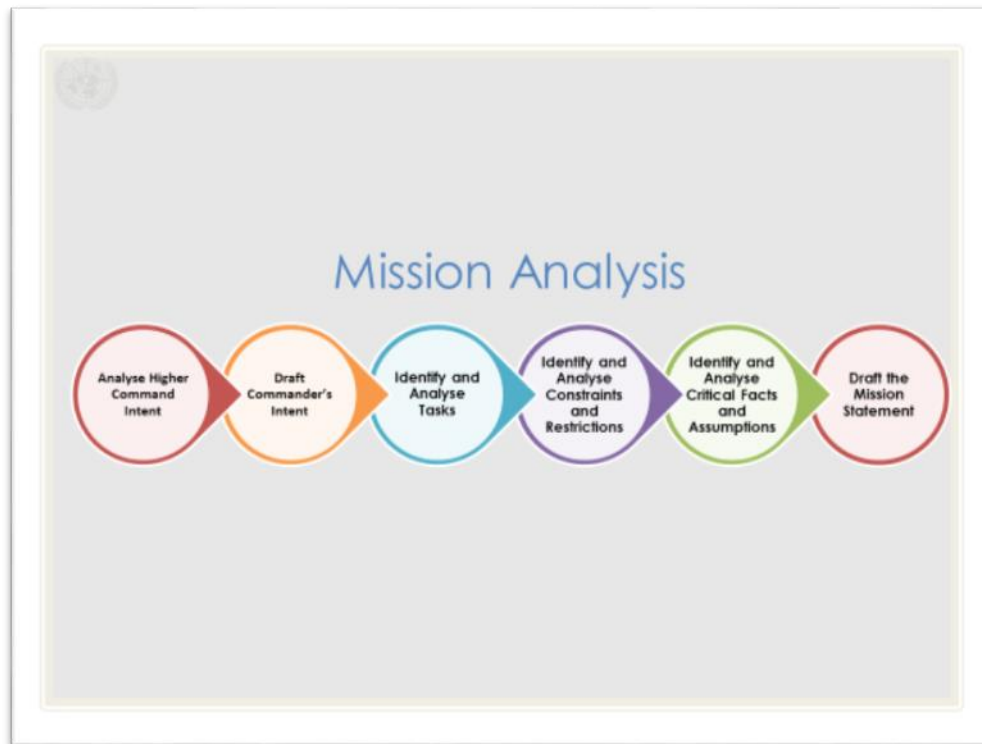 Mission Analysis
Analyse Higher
Command
Intent
Draft
Commander's
Intent
Identify and
Analyse
Tasks
Identify and
Analyse
Constraints
and
Restrictions
Identify and
Analyse
Critical Facts
and
Assumptions
Draft the
Mission
Statement